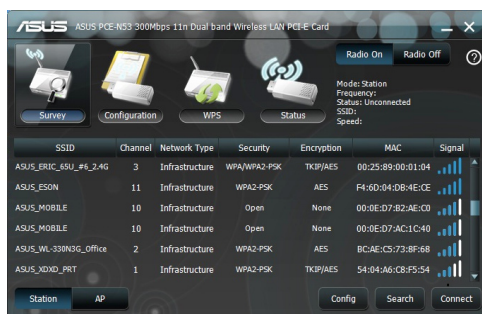 ASUS ASUS PCE-N53 300Mbps 11n Dual band Wireless LAN PCI-E Card
Radio On Radio Off ?
Mode: Station
Frequency:
Status: Unconnected
SSID:
Speed:
Survey Configuration WPS Status
SSID Channel Network Type Security Encryption MAC Signal
ASUS_ERIC_65U_#6_2.4G 3 Infrastructure WPA/WPA2-PSK TKIP/AES 00:25:89:00:01:04
ASUS_ESON 11 Infrastructure WPA2-PSK AES F4:6D:04:DB:4E:CE
ASUS_MOBILE 10 Infrastructure Open None 00:0E:D7:B2:AE:C0
ASUS_MOBILE 10 Infrastructure Open None 00:0E:D7:AC:1C:40
ASUS_WL-330N3G_Office 2 Infrastructure WPA2-PSK AES BC:AE:C5:73:8F:68
ASUS_XDXD_PRT 1 Infrastructure WPA2-PSK TKIP/AES 54:04:A6:C8:F5:54
Station AP Config Search Connect